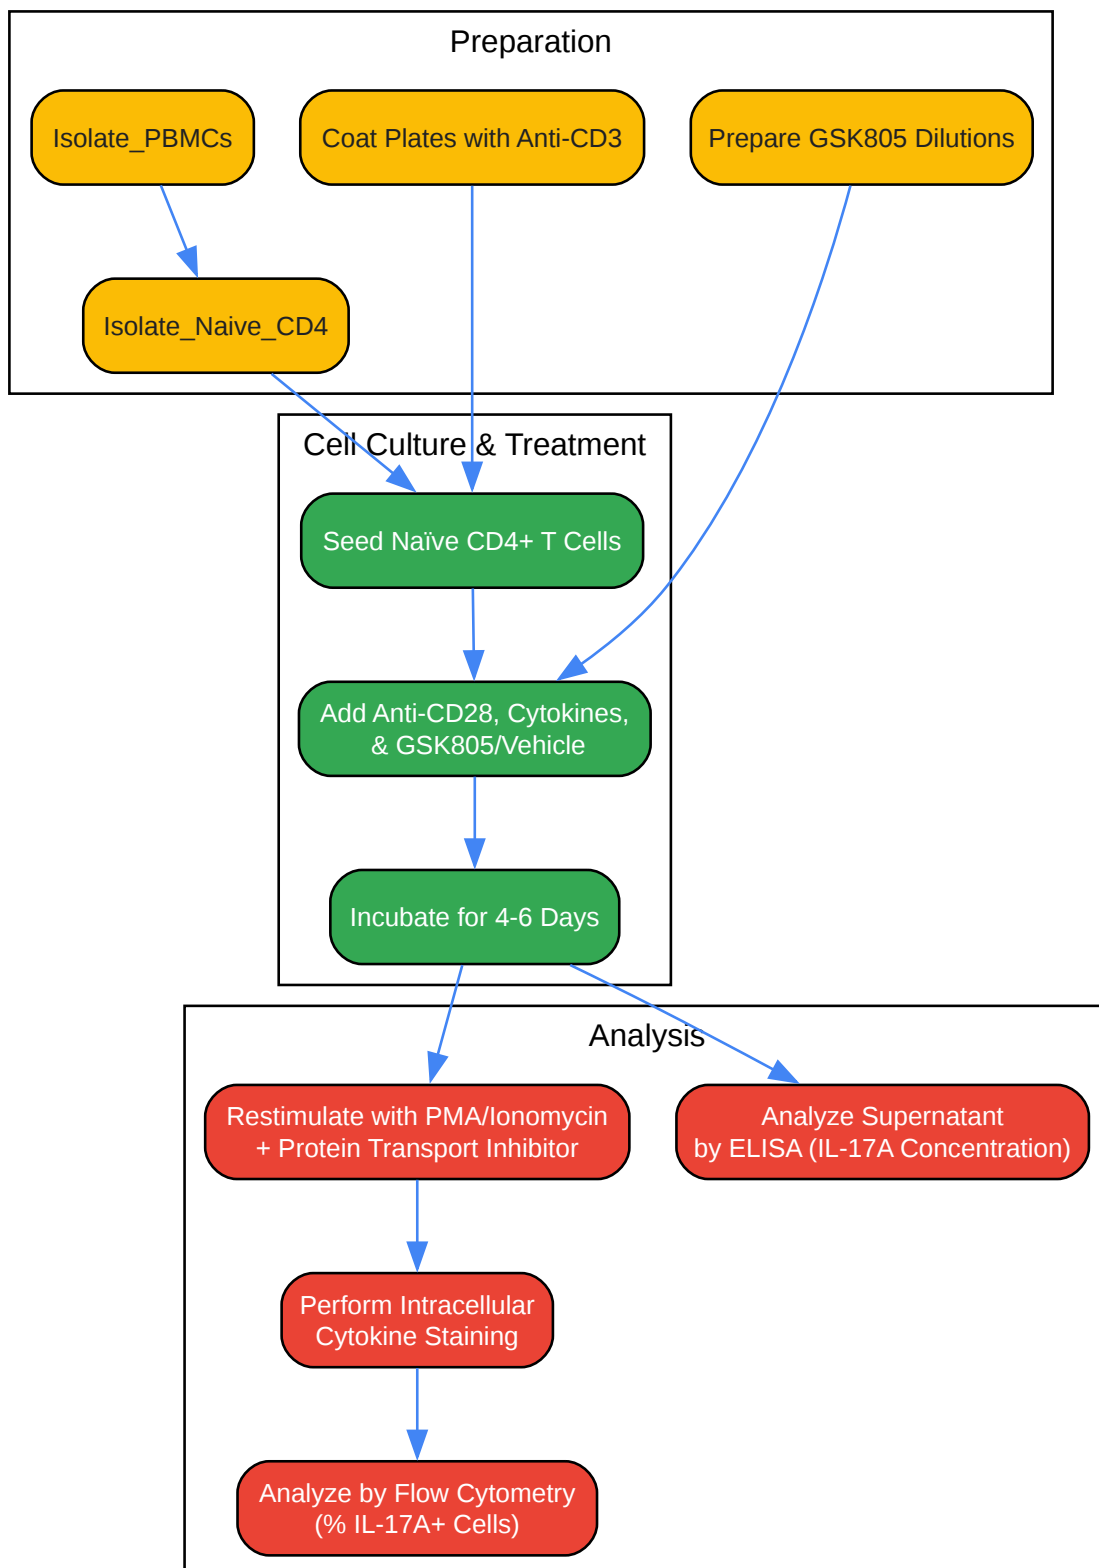 Preparation
Isolate_PBMCs
Coat Plates with Anti-CD3
Prepare GSK805 Dilutions
Isolate_Naive_CD4
Cell Culture & Treatment
Seed Naïve CD4+ T Cells
Add Anti-CD28, Cytokines,
& GSK805/Vehicle
Incubate for 4-6 Days
Analysis
Restimulate with PMA/Ionomycin
+ Protein Transport Inhibitor
Analyze Supernatant
by ELISA (IL-17A Concentration)
Perform Intracellular
Cytokine Staining
Analyze by Flow Cytometry
(% IL-17A+ Cells)